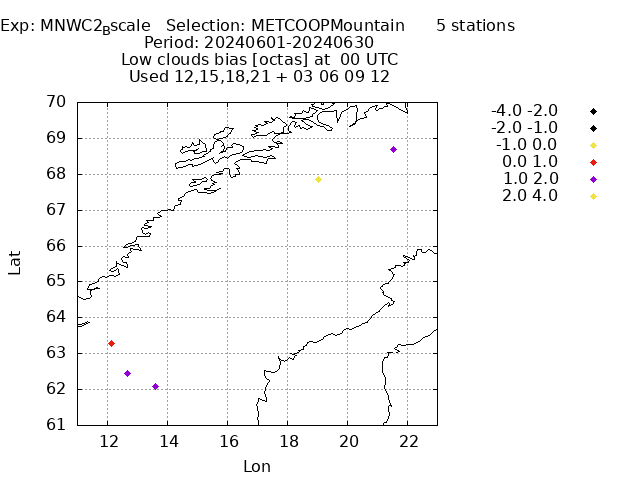 Exp: MNWC2Bscale   Selection: METCOOPMountain      5 stations
Period: 20240601-20240630
Low clouds bias [octas] at  00 UTC
Used 12,15,18,21 + 03 06 09 12
-4.0 -2.0
-2.0 -1.0
-1.0 0.0
0.0 1.0
1.0 2.0
2.0 4.0
70
69
68
67
66
65
64
63
62
61
Lat
12 14 16 18 20 22
Lon